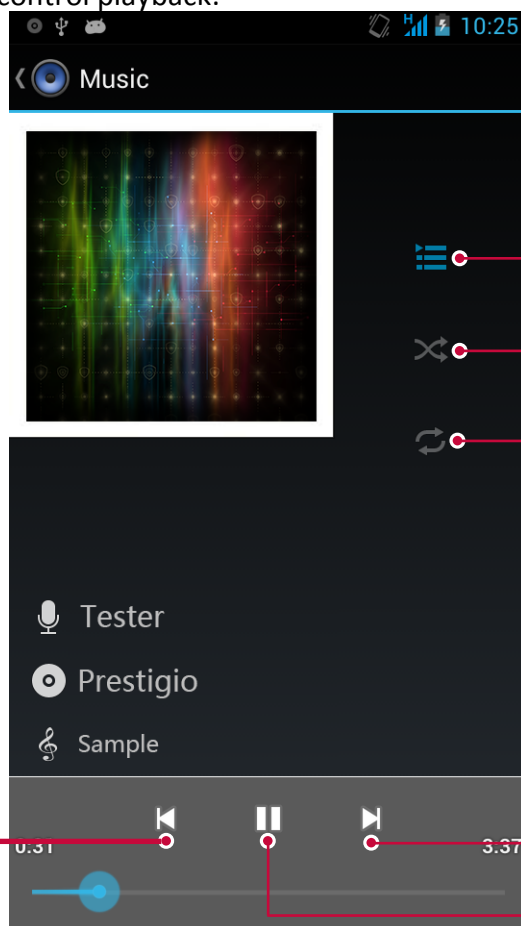 control playback.
H 10:25
Music
Tester
Prestigio
Sample
0:31 3:37